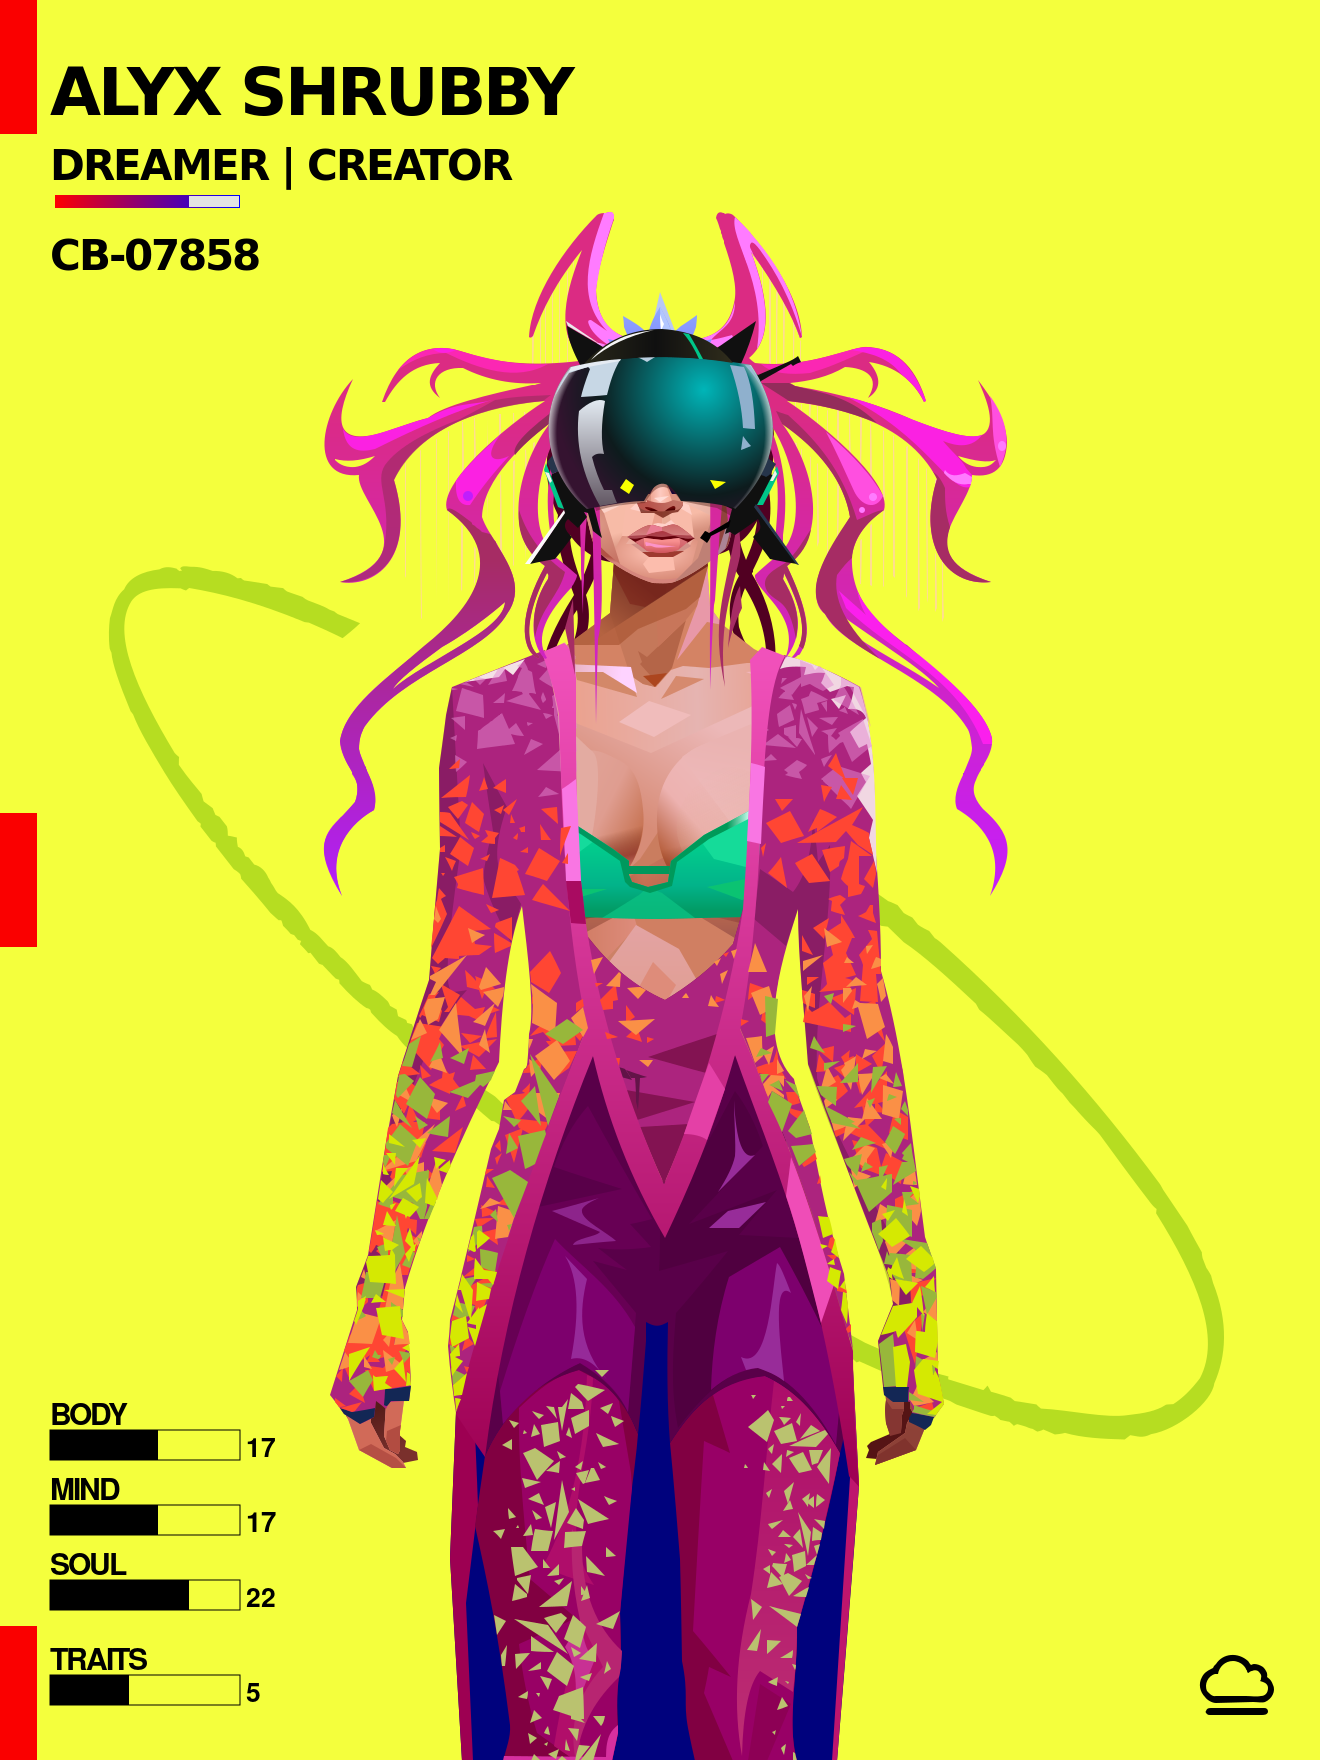 ALYX SHRUBBY
DREAMER | CREATOR
CB-07858
BODY
17
MIND
17
SOUL
22
TRAITS
5